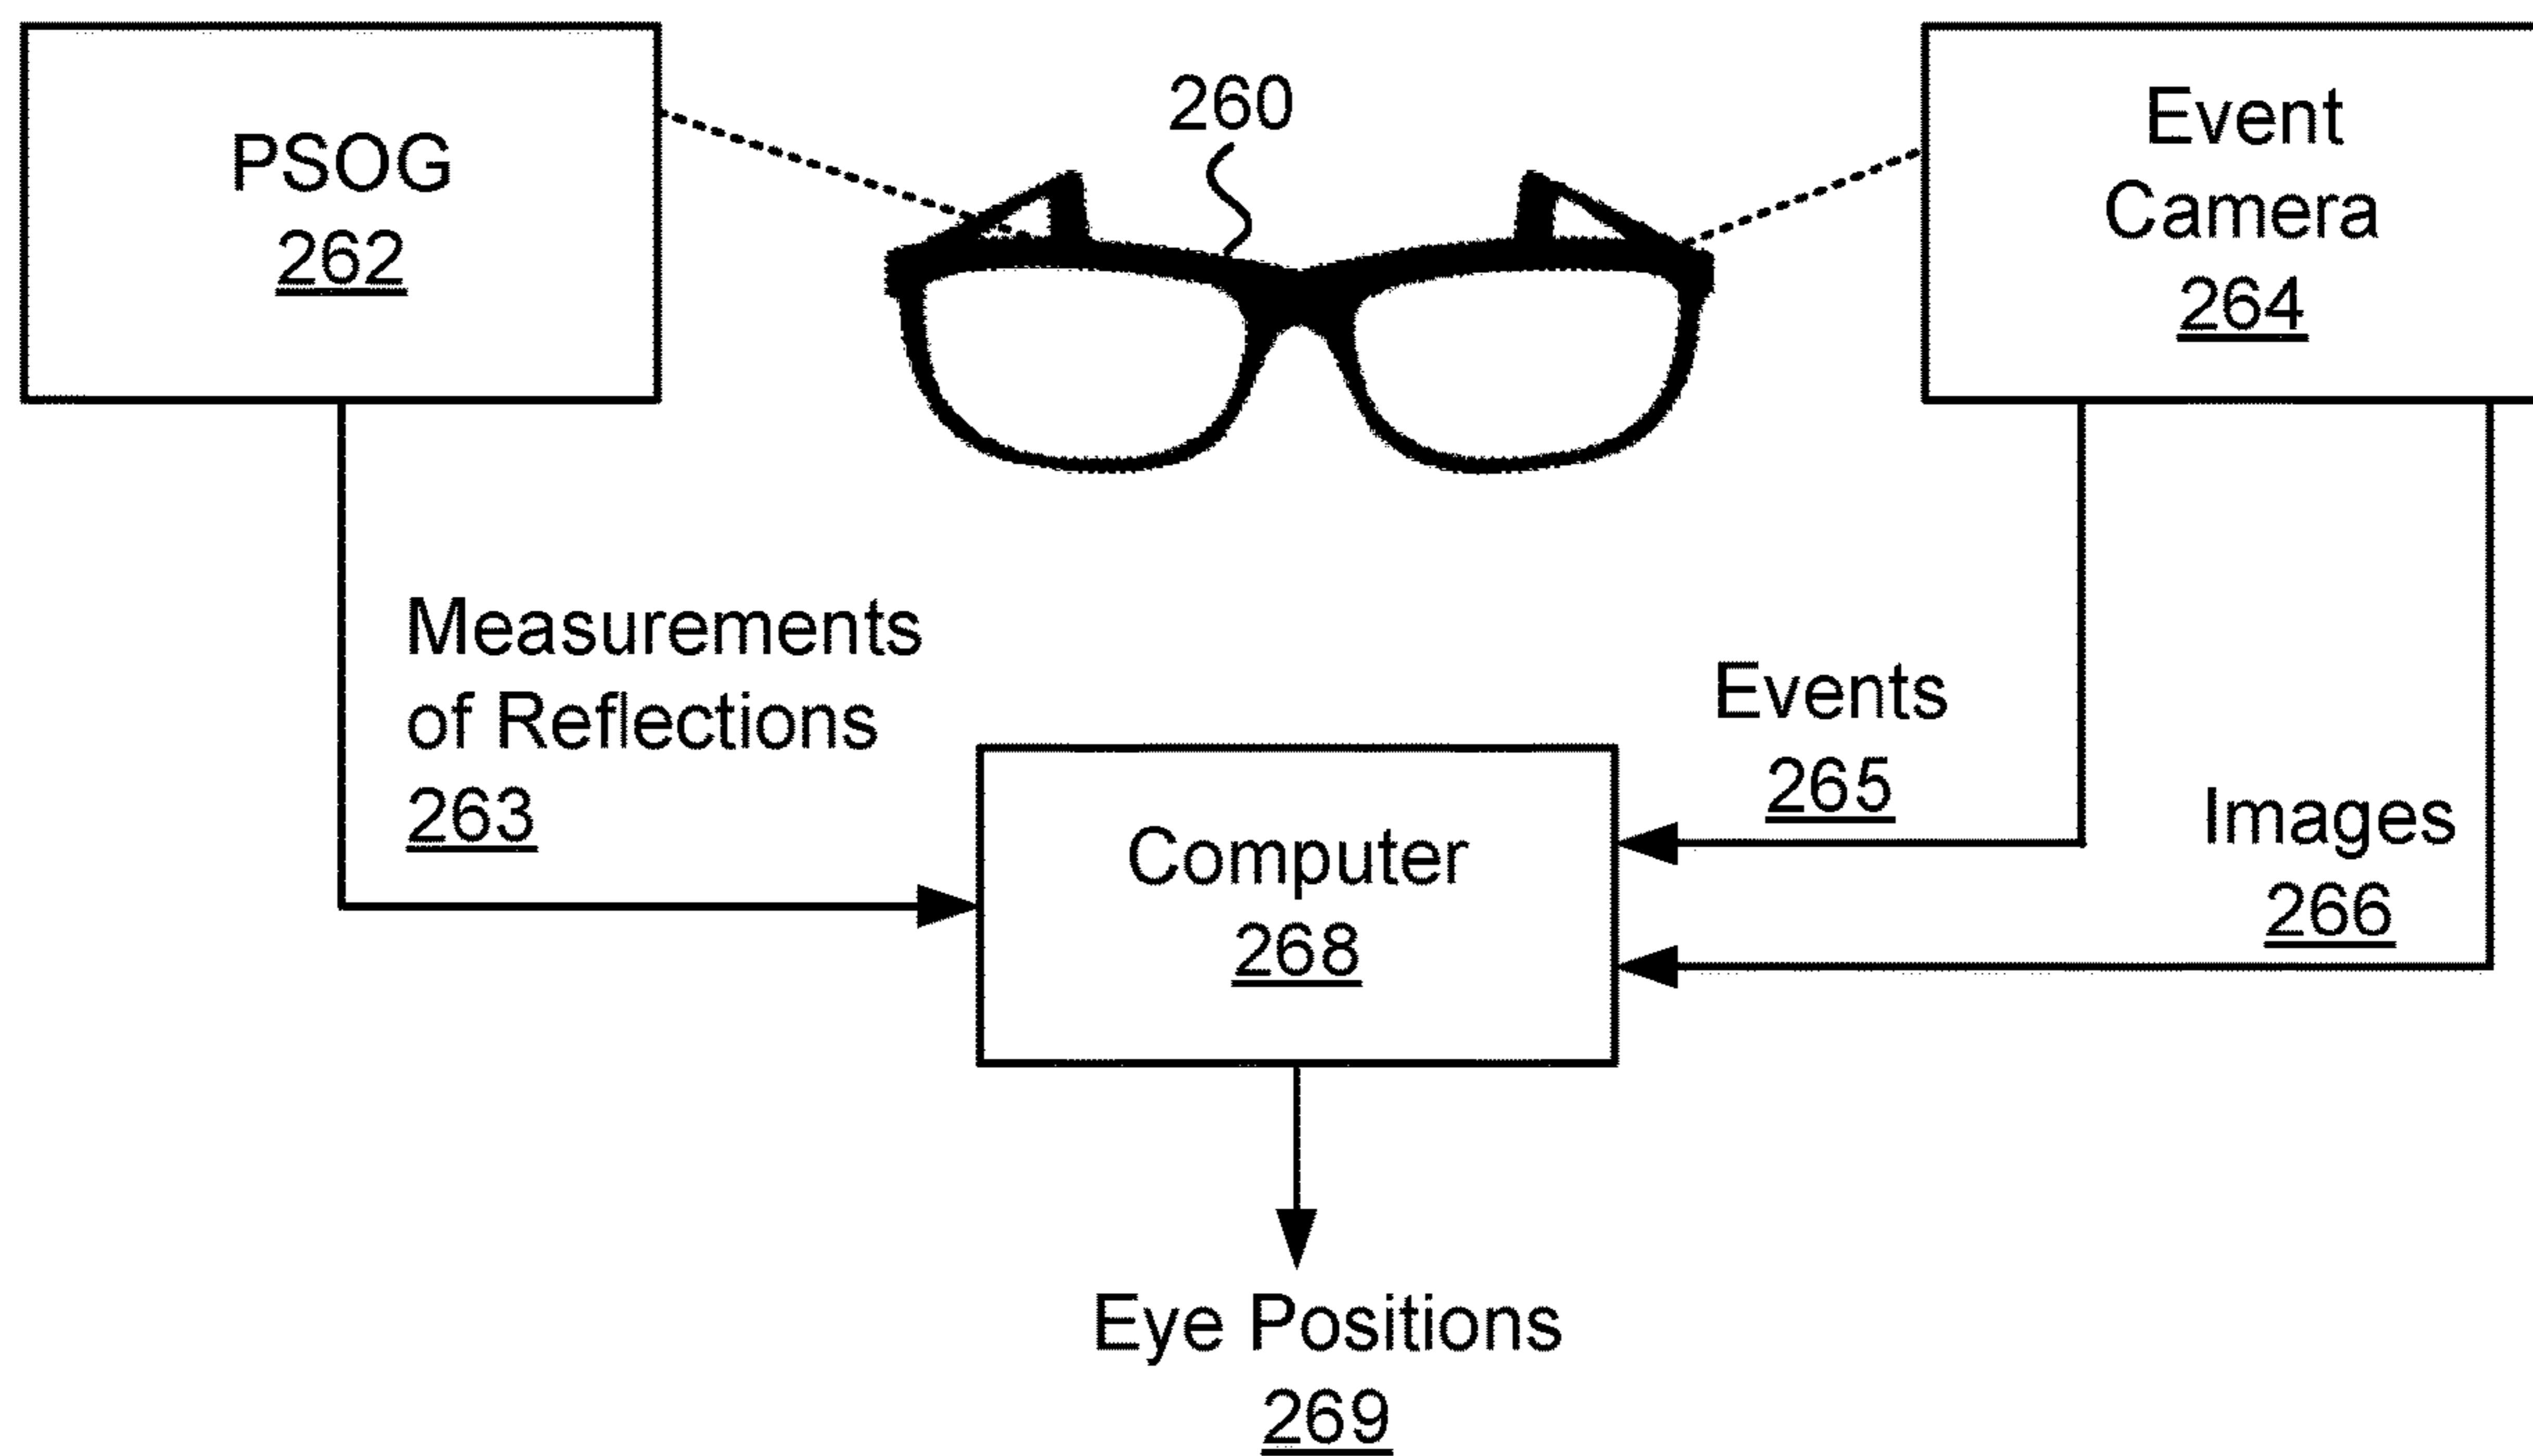 PSOG
262
260
Event
Camera
264
Measurements
of Reflections
263
Events
265
Images
266
Computer
268
Eye Positions
269